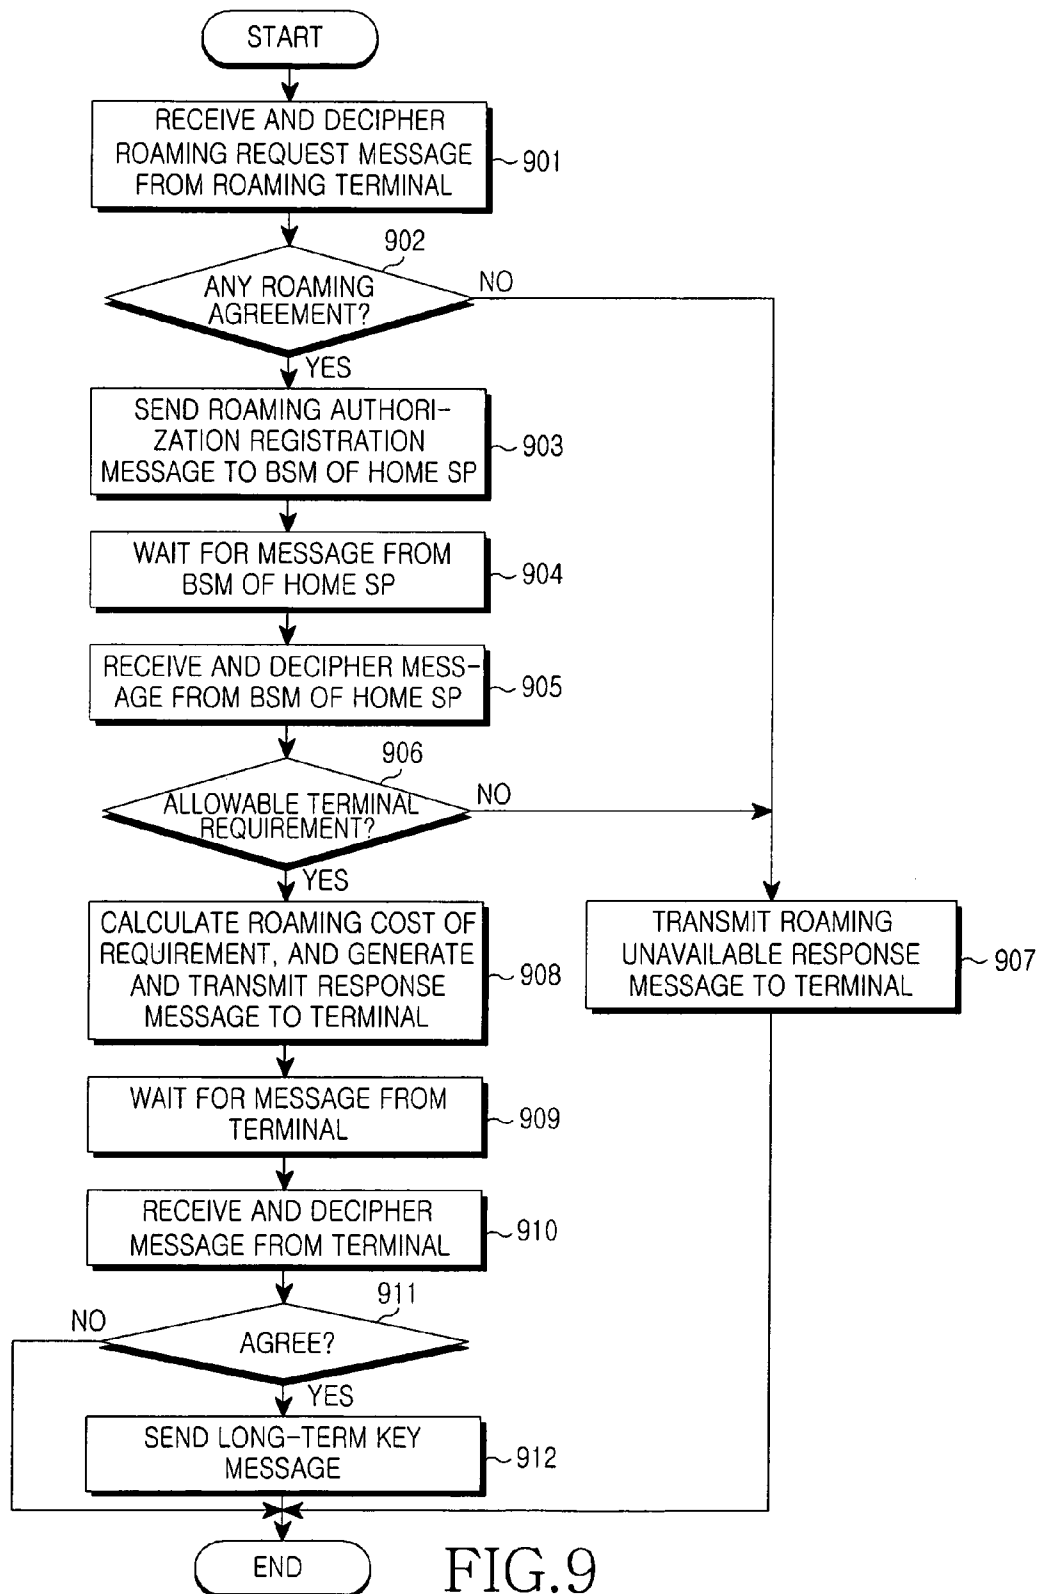 START
RECEIVE AND DECIPHER
ROAMING REQUEST MESSAGE
FROM ROAMING TERMINAL
901
902
ANY ROAMING
AGREEMENT?
NO
YES
SEND ROAMING AUTHORI-
ZATION REGISTRATION
MESSAGE TO BSM OF HOME SP
903
WAIT FOR MESSAGE FROM
BSM OF HOME SP
904
RECEIVE AND DECIPHER MESS-
AGE FROM BSM OF HOME SP
905
906
ALLOWABLE TERMINAL
REQUIREMENT?
NO
YES
CALCULATE ROAMING COST OF
REQUIREMENT, AND GENERATE
AND TRANSMIT RESPONSE
MESSAGE TO TERMINAL
908
TRANSMIT ROAMING
UNAVAILABLE RESPONSE
MESSAGE TO TERMINAL
907
WAIT FOR MESSAGE FROM
TERMINAL
909
RECEIVE AND DECIPHER
MESSAGE FROM TERMINAL
910
911
NO
AGREE?
YES
SEND LONG-TERM KEY
MESSAGE
912
END
FIG.9